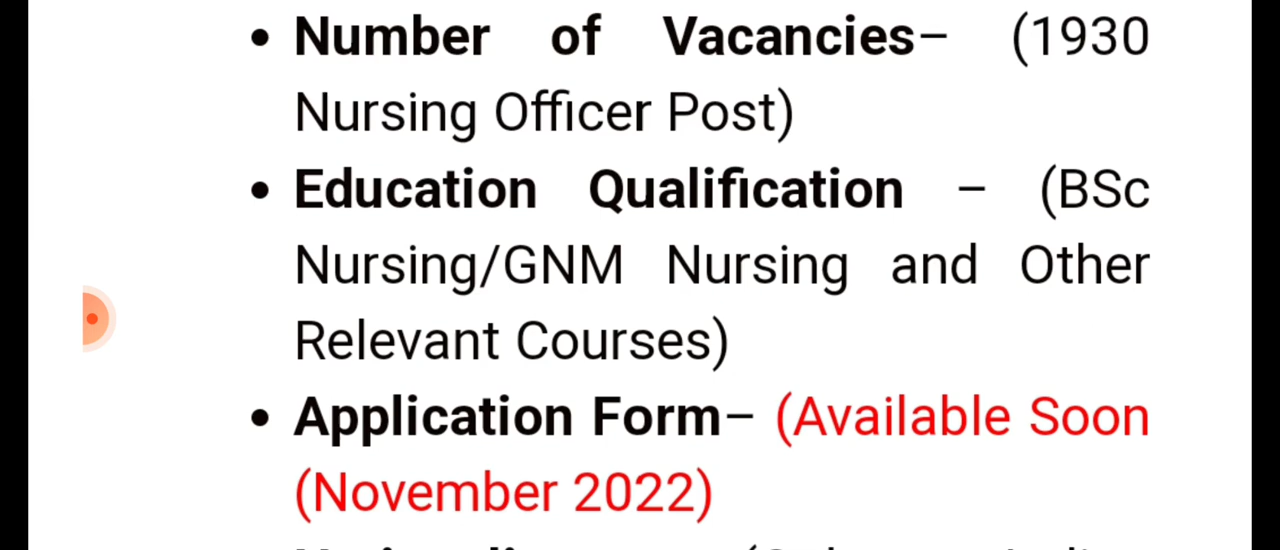 • Number of Vacancies– (1930
Nursing Officer Post)
• Education Qualification – (BSc
Nursing/GNM Nursing and Other
Relevant Courses)
• Application Form– (Available Soon
(November 2022)